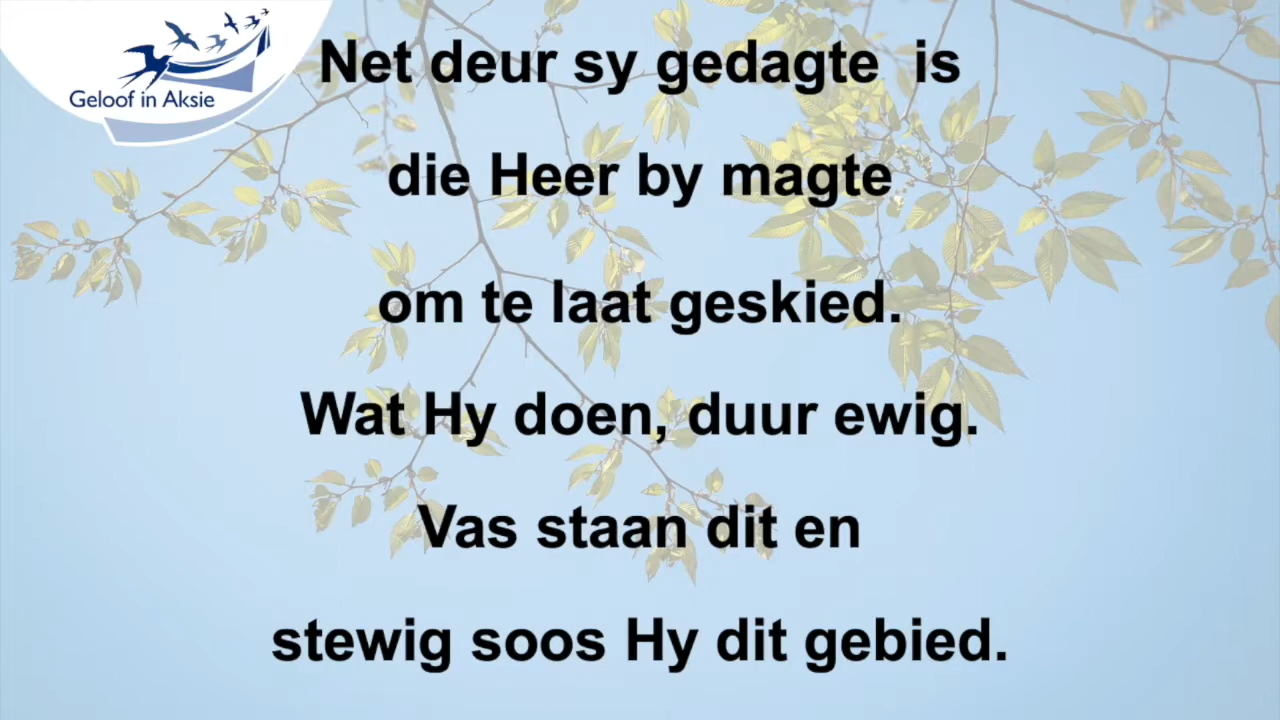 Geloof in Aksie
Net deur sy gedagte is
die Heer by magte
om te laat geskied.
Wat Hy doen, duur ewig.
Vas staan dit en
stewig soos Hy dit gebied.